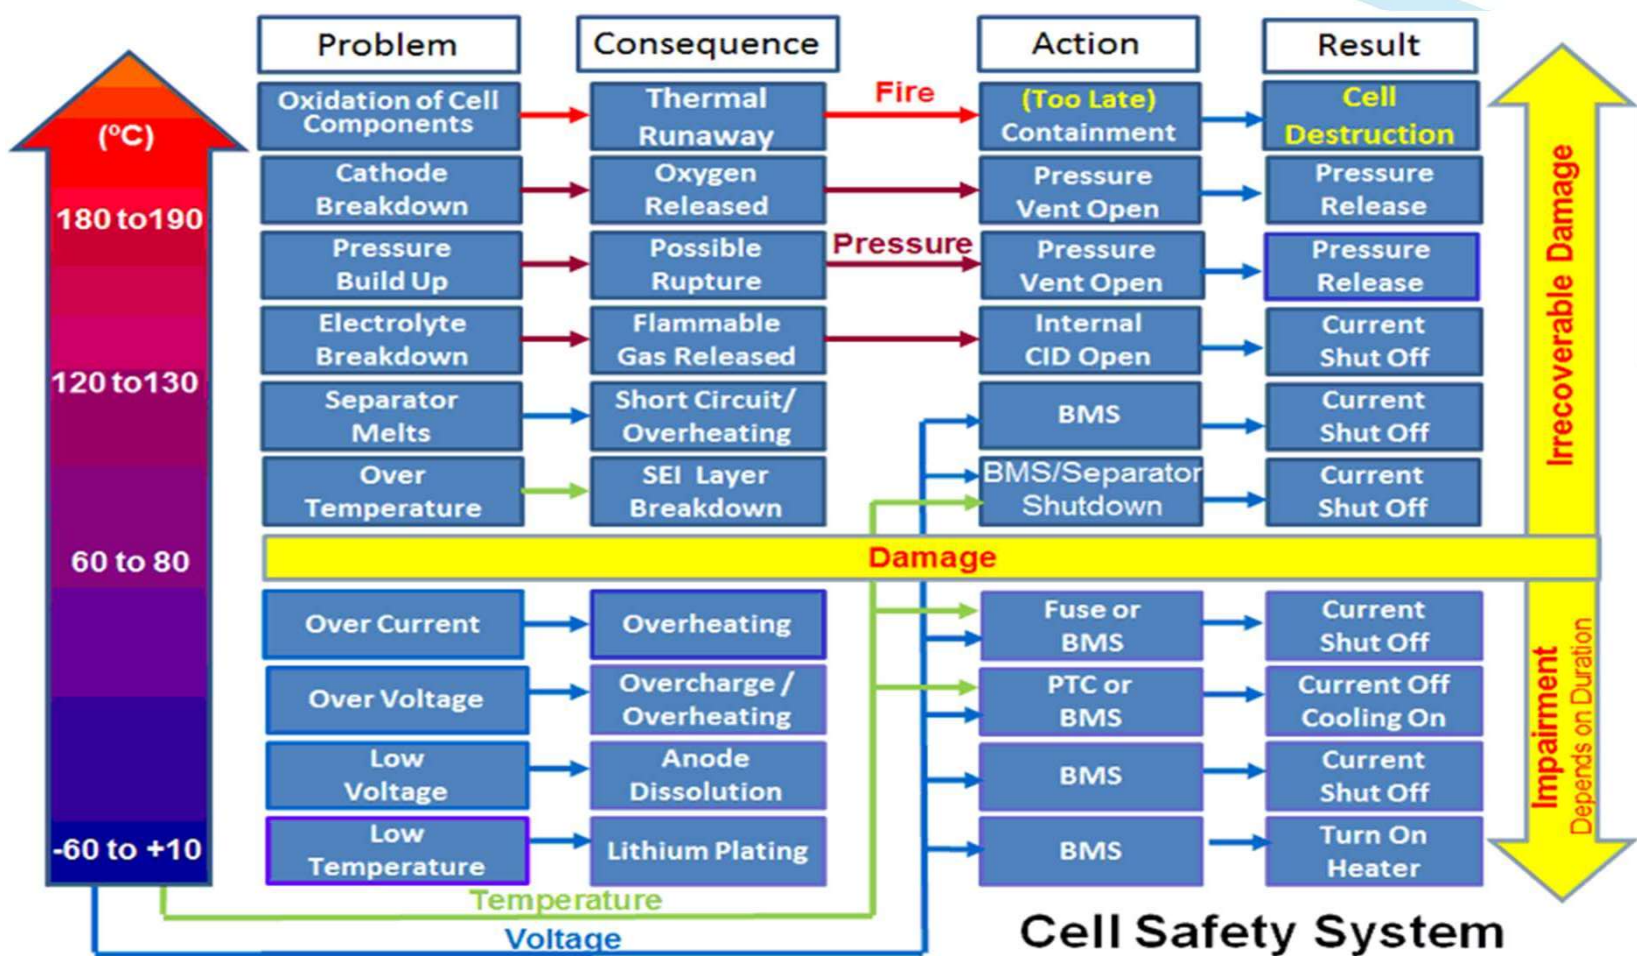 Problem
Consequence
Action
Result
(ºC)
180 to190
120 to130
60 to 80
-60 to +10
Oxidation of Cell
Components
Thermal
Runaway
Fire
(Too Late)
Containment
Cell
Destruction
Cathode
Breakdown
Oxygen
Released
Pressure
Vent Open
Pressure
Release
Pressure
Build Up
Possible
Rupture
Pressure
Pressure
Vent Open
Pressure
Release
Electrolyte
Breakdown
Flammable
Gas Released
Internal
CID Open
Current
Shut Off
Separator
Melts
Short Circuit/
Overheating
BMS
Current
Shut Off
Over
Temperature
SEI Layer
Breakdown
BMS/Separator
Shutdown
Current
Shut Off
Damage
Over Current
Overheating
Fuse or
BMS
Current
Shut Off
Over Voltage
Overcharge /
Overheating
PTC or
BMS
Current Off
Cooling On
Low
Voltage
Anode
Dissolution
BMS
Current
Shut Off
Low
Temperature
Lithium Plating
BMS
Turn On
Heater
Irrecoverable Damage
Impairment
Depends on Duration
Temperature
Voltage
Cell Safety System